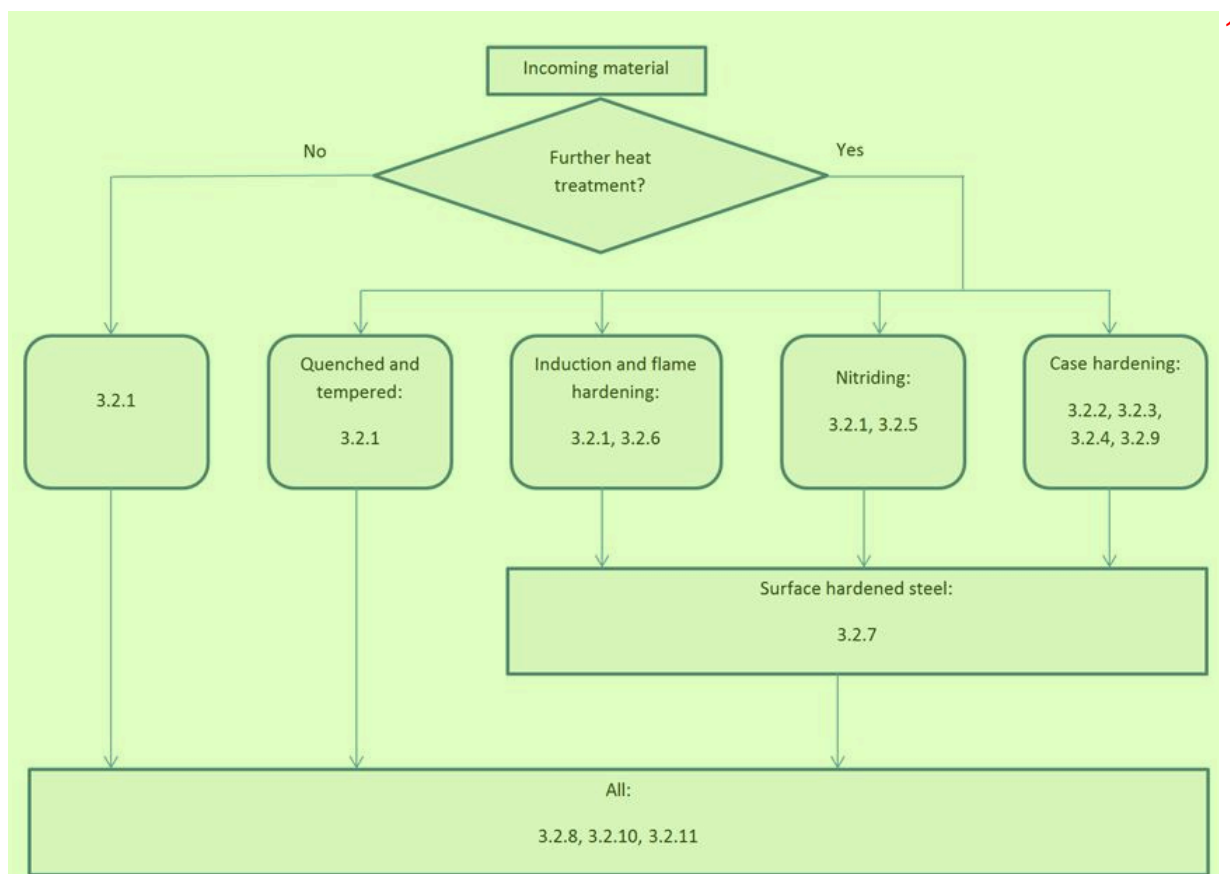 Incoming material
Further heat
treatment?
No
Yes
3.2.1
Quenched and
tempered:
3.2.1
Induction and flame
hardening:
3.2.1, 3.2.6
Nitriding:
3.2.1, 3.2.5
Case hardening:
3.2.2, 3.2.3,
3.2.4, 3.2.9
Surface hardened steel:
3.2.7
All:
3.2.8, 3.2.10, 3.2.11